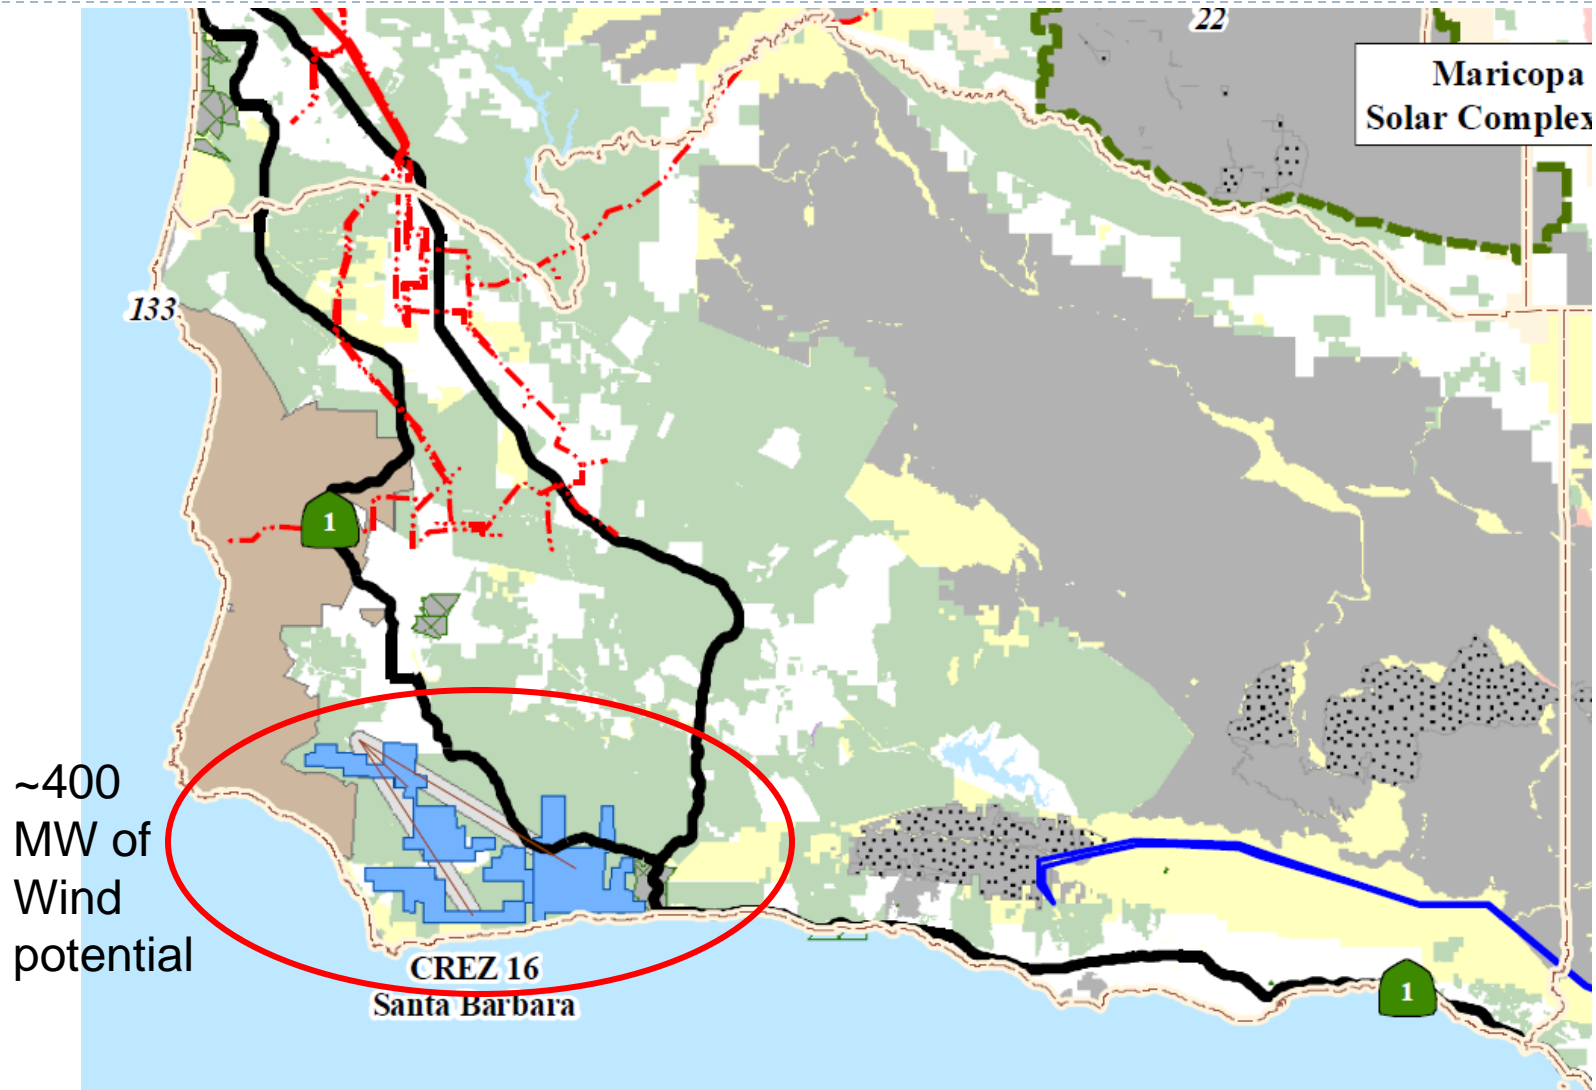 22
Maricopa
Solar Complex
133
1
~400
MW of
Wind
potential
CREZ 16
Santa Barbara
1